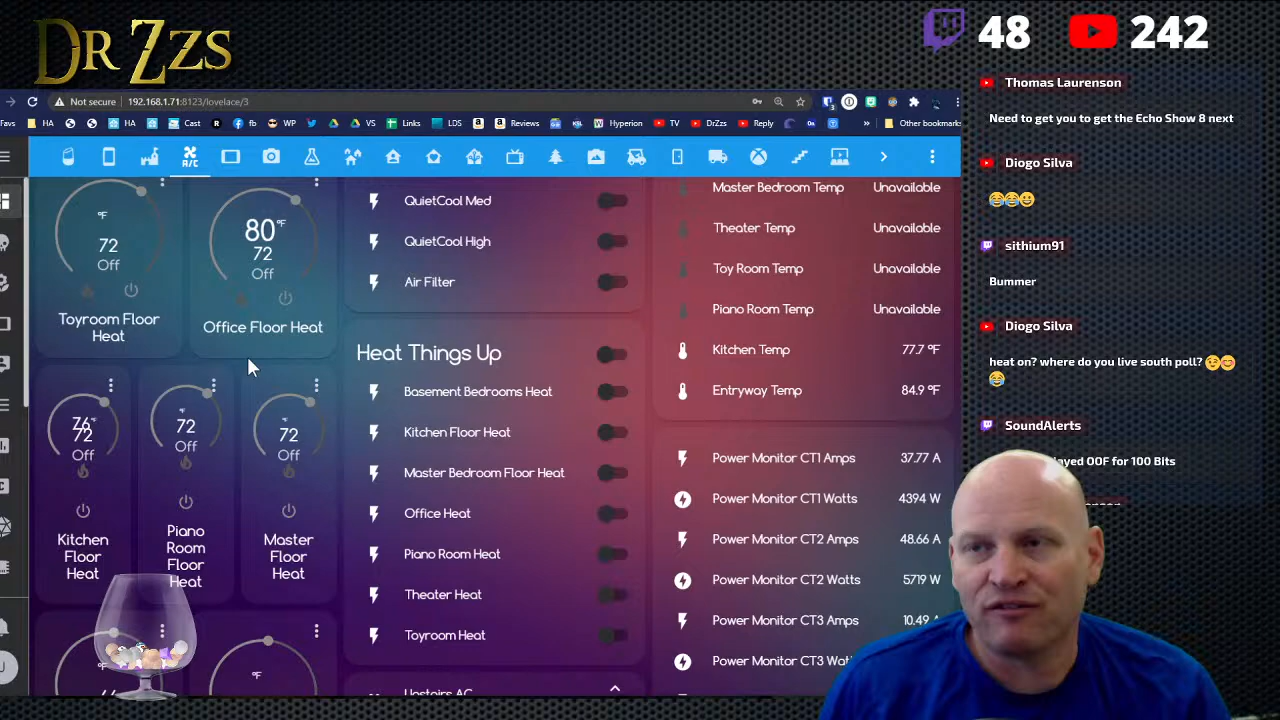 DR ZZS
48
242
Not secure
192.168.1.71:8123/lovelace/3
Favs
HA
HA
Cast
fb
WP
VS
Links
LDS
Reviews
Hyperion
TV
DrZzs
Reply
»
Other bookmarks
A/C
°F
72
Off
Toyroom Floor
Heat
80°F
72
Off
Office Floor Heat
76°F
72
Off
Kitchen
Floor
Heat
°F
72
Off
Piano
Room
Floor
Heat
72
Off
Master
Floor
Heat
°F
QuietCool Med
QuietCool High
Air Filter
Heat Things Up
Basement Bedrooms Heat
Kitchen Floor Heat
Master Bedroom Floor Heat
Office Heat
Piano Room Heat
Theater Heat
Toyroom Heat
Upstairs AC
Master Bedroom Temp Unavailable
Theater Temp Unavailable
Toy Room Temp Unavailable
Piano Room Temp Unavailable
Kitchen Temp 77.7 °F
Entryway Temp 84.9 °F
Power Monitor CT1 Amps 37.77 A
Power Monitor CT1 Watts 4394 W
Power Monitor CT2 Amps 48.66 A
Power Monitor CT2 Watts 5719 W
Power Monitor CT3 Amps 10.49
Power Monitor CT3
Thomas Laurenson
Need to get you to get the Echo Show 8 next
Diogo Silva
😂😂😀
sithium91
Bummer
Diogo Silva
heat on? where do you live south poll? 😉😊
😂
SoundAlerts
OOF for 100 Bits